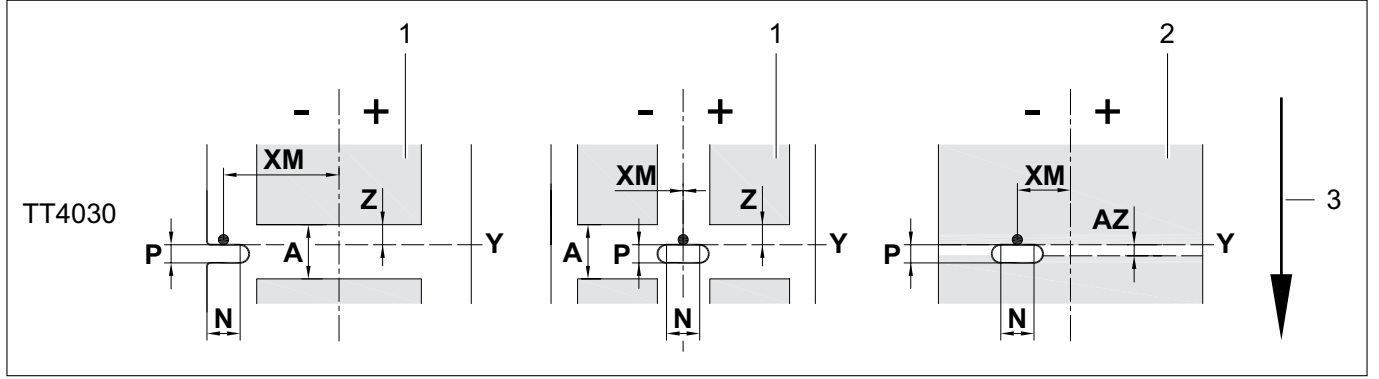 1 1 2
- + - + - +
XM Z XM Z XM AZ
TT4030 P A Y A P Y P Y 3
N N N